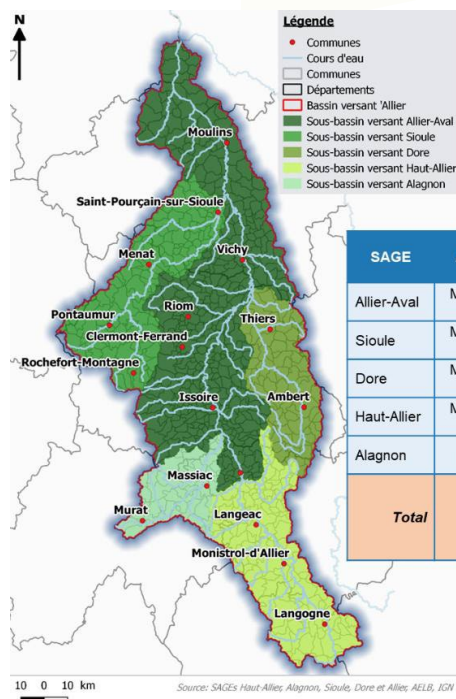 N
Légende
Communes
Cours d'eau
Communes
Départements
Bassin versant 'Allier
Sous-bassin versant Allier-Aval
Sous-bassin versant Sioule
Sous-bassin versant Dore
Sous-bassin versant Haut-Allier
Sous-bassin versant Alagnon
Moulins
Saint-Pourçain-sur-Sioule
Menat
Vichy
Riom
Pontaumur
Thiers
Clermont-Ferrand
Rochefort-Montagne
Issoire
Ambert
Massiac
Murat
Langeac
Monistrol-d'Allier
Langogne
SAGE
Allier-Aval
Sioule
Dore
Haut-Allier
Alagnon
Total
10 0 10 km
Source: SAGEs Haut-Allier, Alagnon, Sioule, Dore et Allier, AELB, IGN